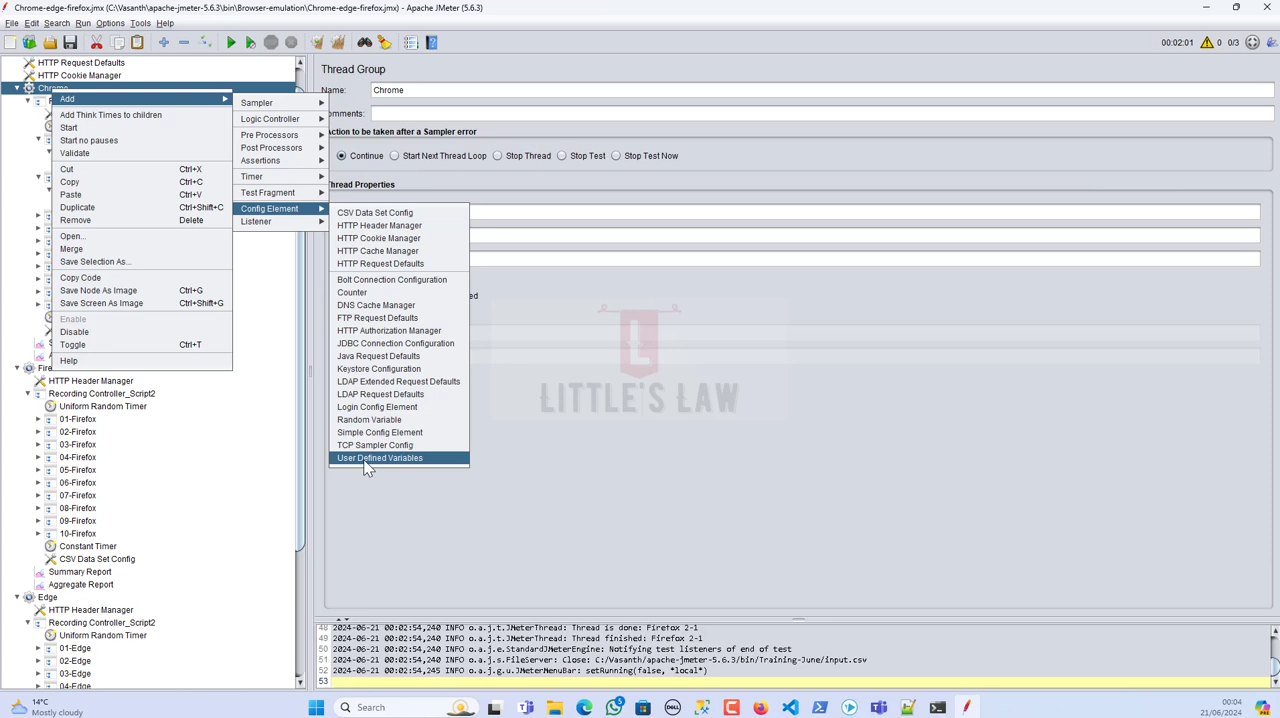 Chrome-edge-firefox.jmx (C:\Vasanth\apache-jmeter-5.6.3\bin\Browser-emulation\Chrome-edge-firefox.jmx) - Apache JMeter (5.6.3)
File Edit Search Run Options Tools Help
00:02:01 0 0/3
HTTP Request Defaults
HTTP Cookie Manager
Chrome
Add
Add Think Times to children
Start
Start no pauses
Validate
Cut Ctrl+X
Copy Ctrl+C
Paste Ctrl+V
Duplicate Ctrl+Shift+C
Remove Delete
Open...
Merge
Save Selection As...
Copy Code
Save Node As Image Ctrl+G
Save Screen As Image Ctrl+Shift+G
Enable
Disable
Toggle Ctrl+T
Help
Sampler
Logic Controller
Pre Processors
Post Processors
Assertions
Timer
Test Fragment
Config Element
Listener
CSV Data Set Config
HTTP Header Manager
HTTP Cookie Manager
HTTP Cache Manager
HTTP Request Defaults
Bolt Connection Configuration
Counter
DNS Cache Manager
FTP Request Defaults
HTTP Authorization Manager
JDBC Connection Configuration
Java Request Defaults
Keystore Configuration
LDAP Extended Request Defaults
LDAP Request Defaults
Login Config Element
Random Variable
Simple Config Element
TCP Sampler Config
User Defined Variables
HTTP Header Manager
Recording Controller_Script2
Uniform Random Timer
01-Firefox
02-Firefox
03-Firefox
04-Firefox
05-Firefox
06-Firefox
07-Firefox
08-Firefox
09-Firefox
10-Firefox
Constant Timer
CSV Data Set Config
Summary Report
Aggregate Report
Edge
HTTP Header Manager
Recording Controller_Script2
Uniform Random Timer
01-Edge
02-Edge
03-Edge
04-Edge
Thread Group
Name: Chrome
omments:
Action to be taken after a Sampler error
Continue Start Next Thread Loop Stop Thread Stop Test Stop Test Now
Thread Properties
L
LITTLE'S LAW
48 2024-06-21 00:02:54,240 INFO o.a.j.t.JMeterThread: Thread is done: Firefox 2-1
49 2024-06-21 00:02:54,240 INFO o.a.j.t.JMeterThread: Thread finished: Firefox 2-1
50 2024-06-21 00:02:54,240 INFO o.a.j.e.StandardJMeterEngine: Notifying test listeners of end of test
51 2024-06-21 00:02:54,240 INFO o.a.j.s.FileServer: Close: C:/Vasanth/apache-jmeter-5.6.3/bin/Training-June/input.csv
52 2024-06-21 00:02:54,245 INFO o.a.j.g.u.JMeterMenuBar: setRunning(false, *local*)
53
14°C
Mostly cloudy
Search
00:04
21/06/2024